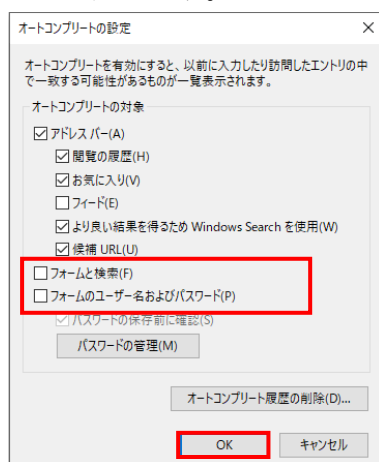 オートコンプリートの設定
オートコンプリートを有効にすると、以前に入力したり訪問したエントリの中
で一致する可能性があるものが一覧表示されます。
オートコンプリートの対象
アドレス バー(A)
閲覧の履歴(H)
お気に入り(V)
フィード(E)
より良い結果を得るため Windows Search を使用(W)
候補 URL(U)
フォームと検索(F)
フォームのユーザー名およびパスワード(P)
パスワードの保存前に確認(S)
パスワードの管理(M)
オートコンプリート履歴の削除(D)...
OK
キャンセル